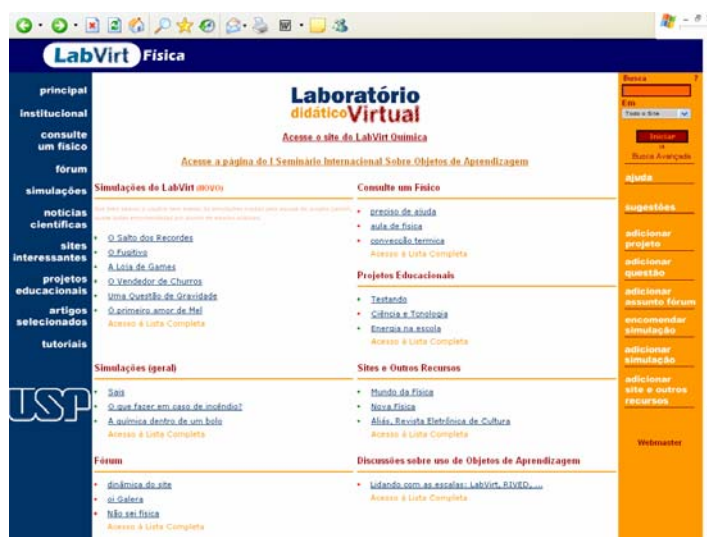 LabVirt Física
principal
institucional
consulte
um físico
fórum
simulações
notícias
científicas
sites
interessantes
projetos
educacionais
artigos
selecionados
tutoriais
USP
Laboratório
didático Virtual
Acesse o site do LabVirt Química
Acesse a página do I Seminário Internacional Sobre Objetos de Aprendizagem
Simulações do LabVirt (NOVO)
O Salto dos Recordes
O Fugitivo
A Loja de Games
O Vendedor de Churros
Uma Questão de Gravidade
O primeiro amor de Mel
Acesso à Lista Completa
Consulte um Físico
preciso de ajuda
aula de física
convecção termica
Acesso à Lista Completa
Projetos Educacionais
Testando
Ciência e Tonologia
Energia na escola
Acesso à Lista Completa
Simulações (geral)
Sais
O que fazer em caso de incêndio?
A química dentro de um bolo
Acesso à Lista Completa
Sites e Outros Recursos
Mundo da Física
Nova Física
Aliás, Revista Eletrônica de Cultura
Acesso à Lista Completa
Fórum
dinâmica do site
oi Galera
Não sei física
Acesso à Lista Completa
Discussões sobre uso de Objetos de Aprendizagem
Lidando com as escalas: LabVirt, RIVED, ...
Acesso à Lista Completa
Busca ?
Em
Todo o Site
Iniciar
Busca Avançada
ajuda
sugestões
adicionar
projeto
adicionar
questão
adicionar
assunto fórum
encomendar
simulação
adicionar
simulação
adicionar
site e outros
recursos
Webmaster